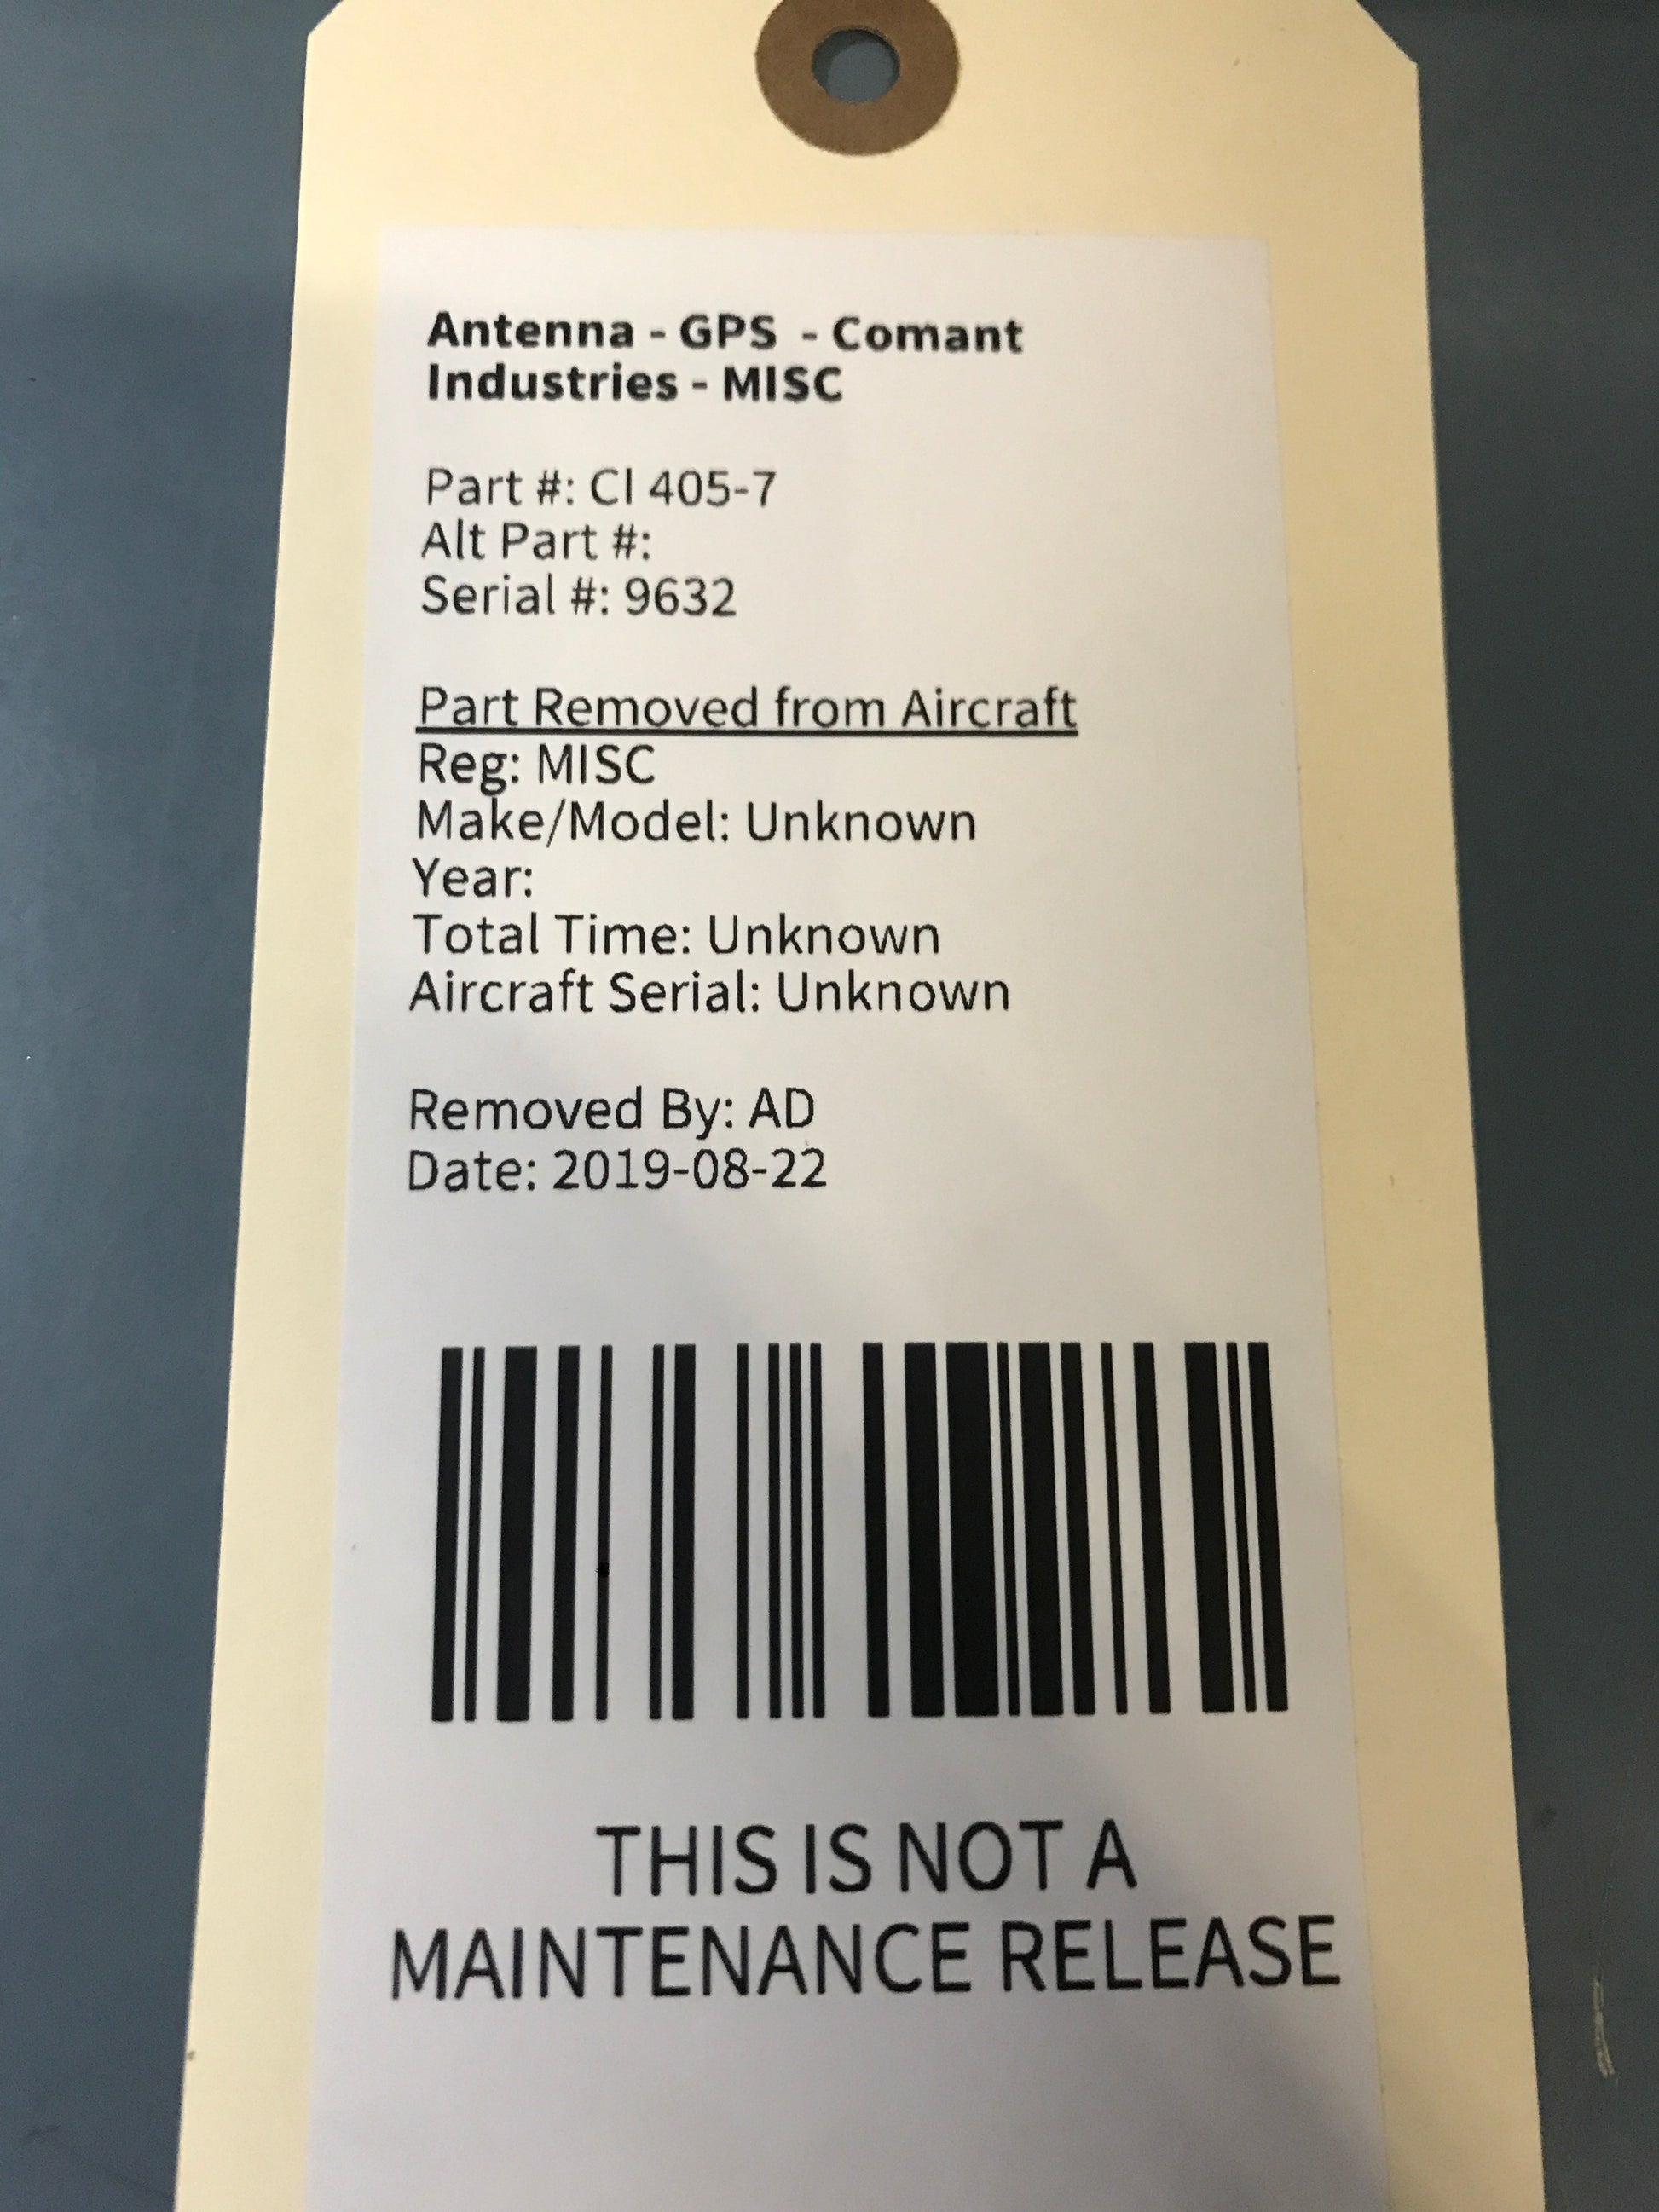 Antenna - GPS - Comant
Industries - MISC
Part #: CI 405-7
Alt Part #:
Serial #: 9632
Part Removed from Aircraft
Reg: MISC
Make/Model: Unknown
Year:
Total Time: Unknown
Aircraft Serial: Unknown
Removed By: AD
Date: 2019-08-22
THIS IS NOT A
MAINTENANCE RELEASE